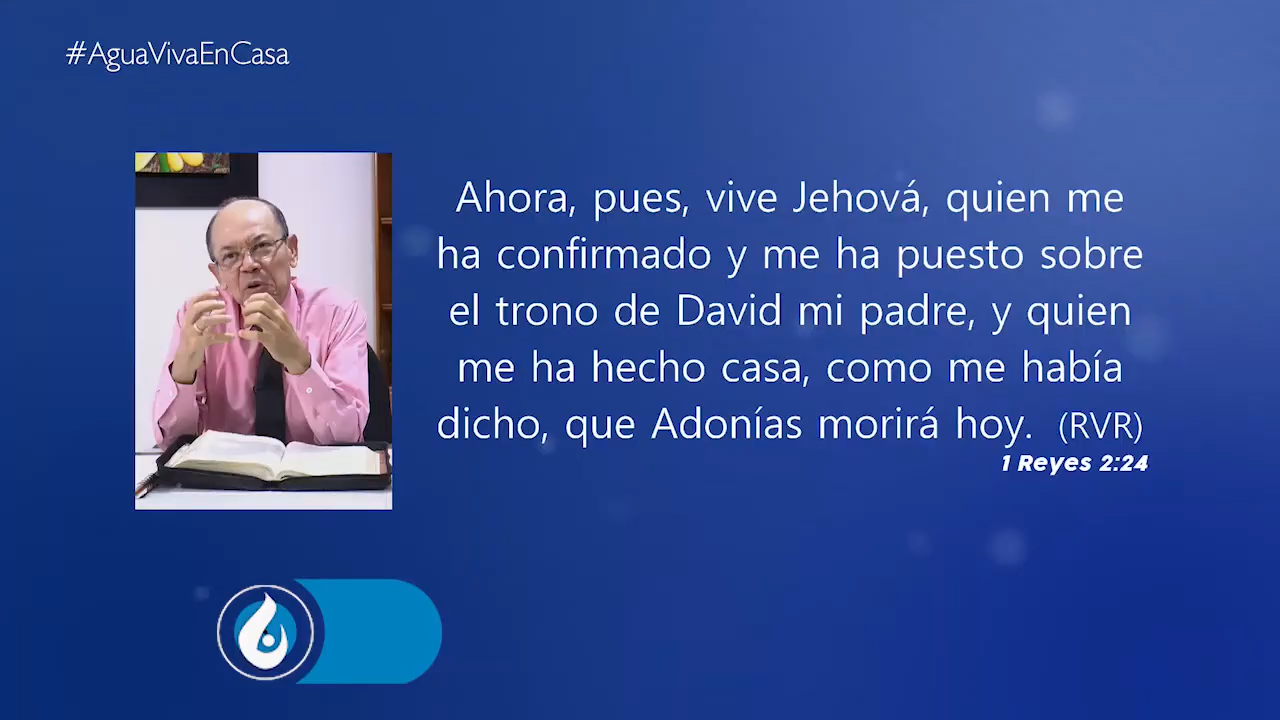 #AguaVivaEnCasa
Ahora, pues, vive Jehová, quien me
ha confirmado y me ha puesto sobre
el trono de David mi padre, y quien
me ha hecho casa, como me había
dicho, que Adonías morirá hoy. (RVR)
1 Reyes 2:24